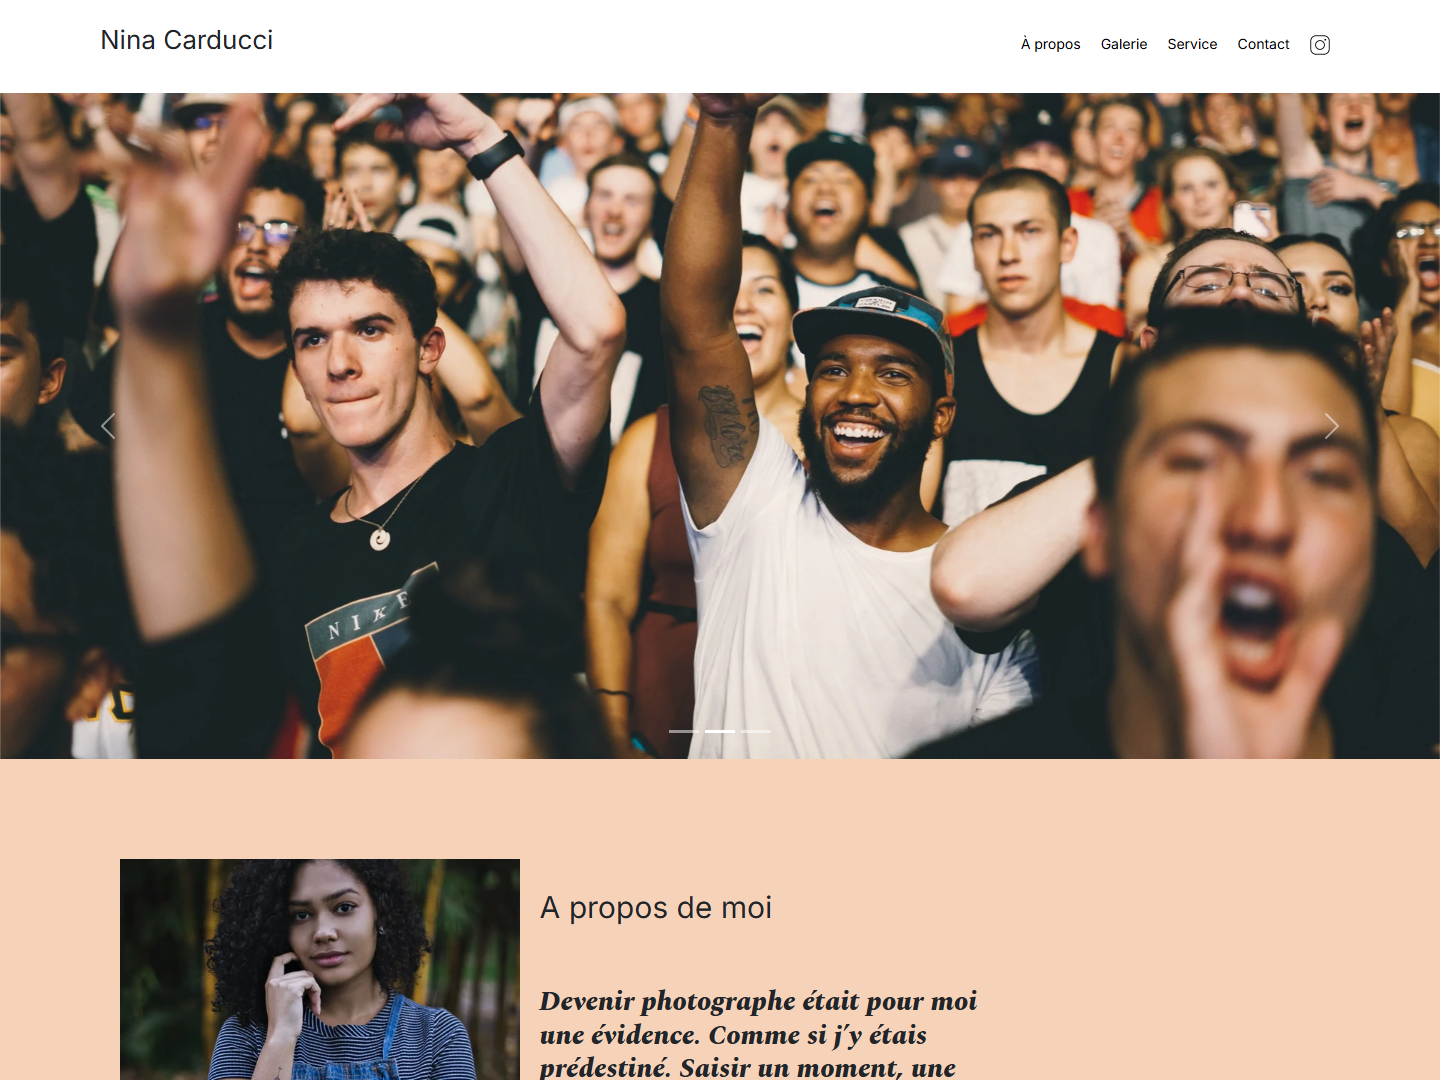 Nina Carducci
À propos Galerie Service Contact
NIKE
A propos de moi
Devenir photographe était pour moi
une évidence. Comme si j'y étais
prédestiné. Saisir un moment, une